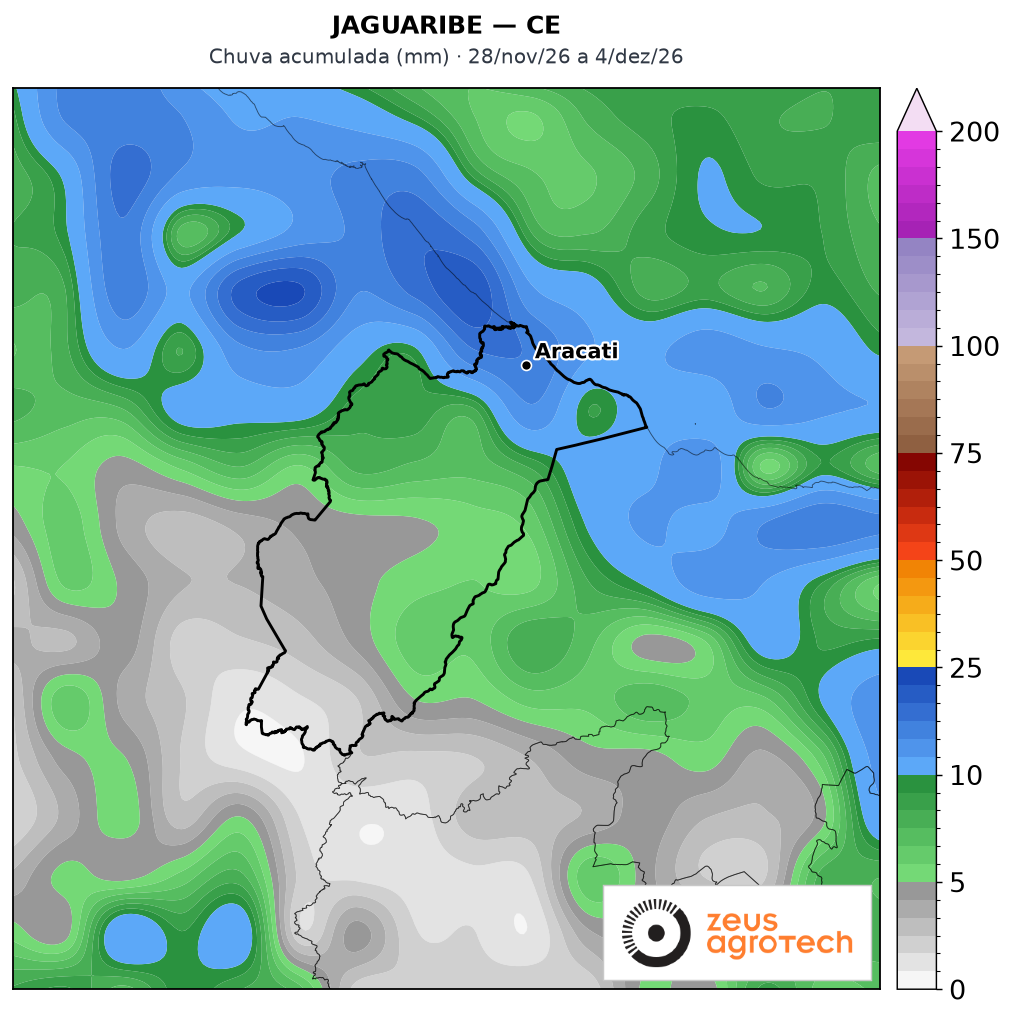 JAGUARIBE — CE
Chuva acumulada (mm) · 28/nov/26 a 4/dez/26
Aracati
200
150
100
75
50
25
10
5
0
zeus
agrotech